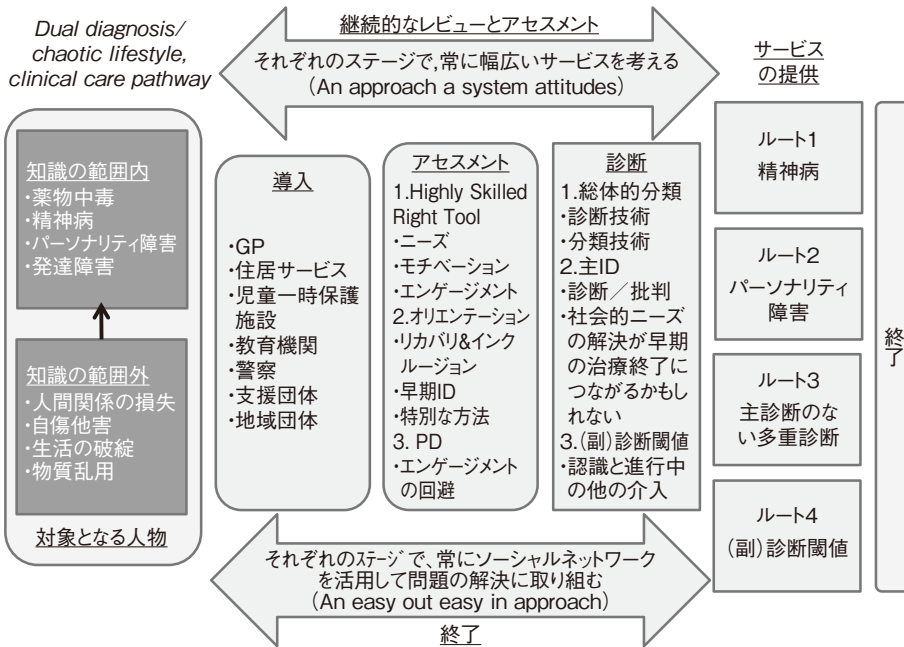 Dual diagnosis/
chaotic lifestyle,
clinical care pathway
継続的なレビューとアセスメント
それぞれのステージで,常に幅広いサービスを考える
(An approach a system attitudes)
サービス
の提供
知識の範囲内
・薬物中毒
・精神病
・パーソナリティ障害
・発達障害
知識の範囲外
・人間関係の損失
・自傷他害
・生活の破綻
・物質乱用
対象となる人物
導入
・GP
・住居サービス
・児童一時保護
施設
・教育機関
・警察
・支援団体
・地域団体
アセスメント
1.Highly Skilled
Right Tool
・ニーズ
・モチベーション
・エンゲージメント
2.オリエンテーション
・リカバリ&インク
ルージョン
・早期ID
・特別な方法
3. PD
・エンゲージメント
の回避
診断
1.総体的分類
・診断技術
・分類技術
2.主ID
・診断/批判
・社会的ニーズ
の解決が早期
の治療終了に
つながるかもし
れない
3.(副)診断閾値
・認識と進行中
の他の介入
ルート1
精神病
ルート2
パーソナリティ
障害
ルート3
主診断のな
い多重診断
ルート4
(副)診断閾値
終了
それぞれのステージで、常にソーシャルネットワーク
を活用して問題の解決に取り組む
(An easy out easy in approach)
終了